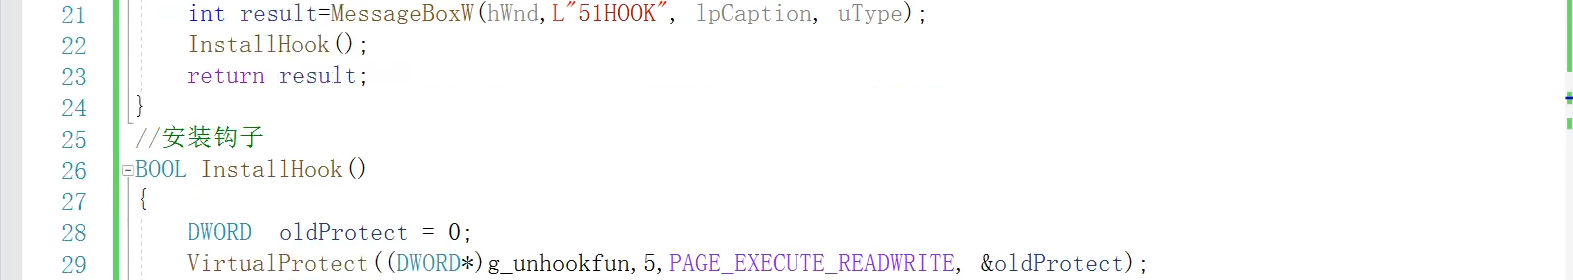 21 int result=MessageBoxW(hWnd,L"51HOOK", lpCaption, uType);
22 InstallHook();
23 return result;
24 }
25 //安装钩子
26 BOOL InstallHook()
27 {
28 DWORD  oldProtect = 0;
29 VirtualProtect((DWORD*)g_unhookfun,5,PAGE_EXECUTE_READWRITE, &oldProtect);